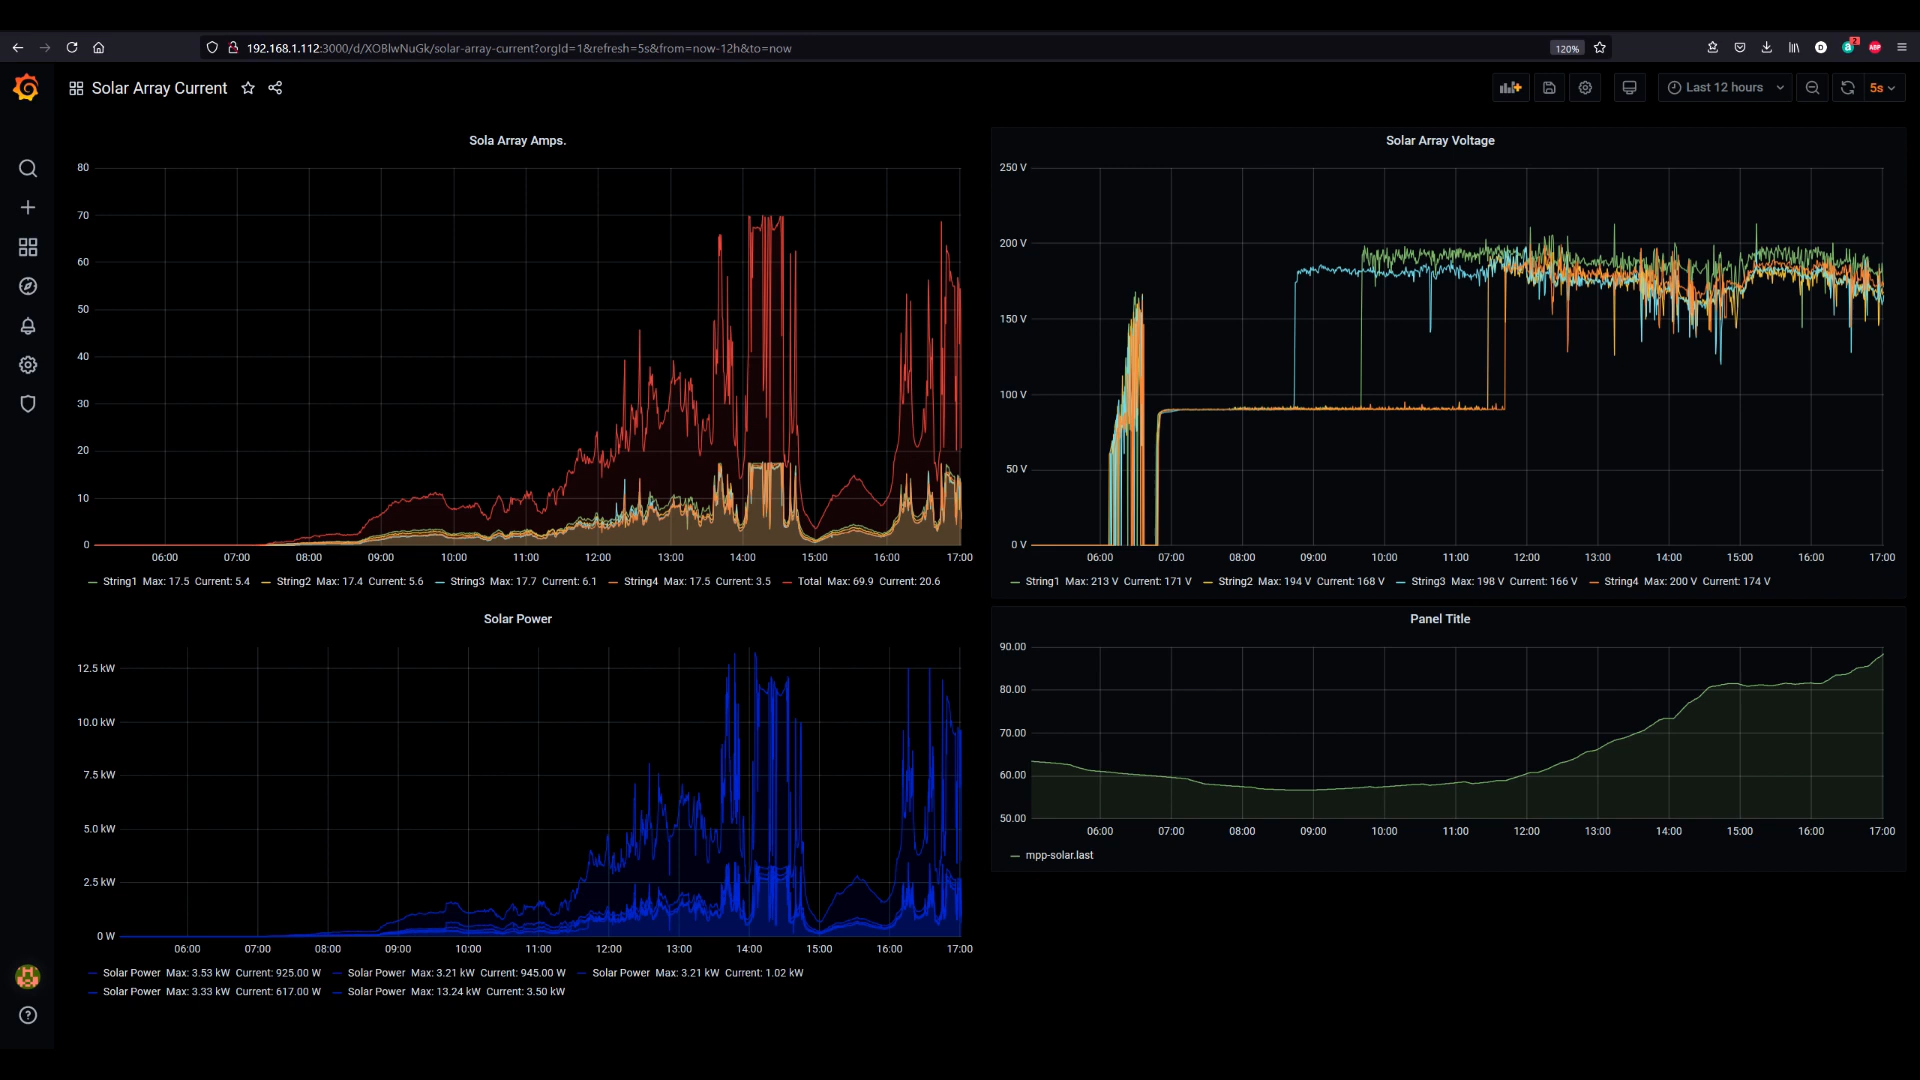 192.168.1.112:3000/d/XOBlwNuGk/solar-array-current?orgId=1&refresh=5s&from=now-12h&to=now
120%
2
ABP
Solar Array Current
Last 12 hours
5s
Sola Array Amps.
80
70
60
50
40
30
20
10
0
06:00 07:00 08:00 09:00 10:00 11:00 12:00 13:00 14:00 15:00 16:00 17:00
String1 Max: 17.5 Current: 5.4 String2 Max: 17.4 Current: 5.6 String3 Max: 17.7 Current: 6.1 String4 Max: 17.5 Current: 3.5 Total Max: 69.9 Current: 20.6
Solar Array Voltage
250 V
200 V
150 V
100 V
50 V
0 V
06:00 07:00 08:00 09:00 10:00 11:00 12:00 13:00 14:00 15:00 16:00 17:00
String1 Max: 213 V Current: 171 V String2 Max: 194 V Current: 168 V String3 Max: 198 V Current: 166 V String4 Max: 200 V Current: 174 V
Solar Power
12.5 kW
10.0 kW
7.5 kW
5.0 kW
2.5 kW
0 W
06:00 07:00 08:00 09:00 10:00 11:00 12:00 13:00 14:00 15:00 16:00 17:00
Solar Power Max: 3.53 kW Current: 925.00 W Solar Power Max: 3.21 kW Current: 945.00 W Solar Power Max: 3.21 kW Current: 1.02 kW
Solar Power Max: 3.33 kW Current: 617.00 W Solar Power Max: 13.24 kW Current: 3.50 kW
Panel Title
90.00
80.00
70.00
60.00
50.00
06:00 07:00 08:00 09:00 10:00 11:00 12:00 13:00 14:00 15:00 16:00 17:00
mpp-solar.last